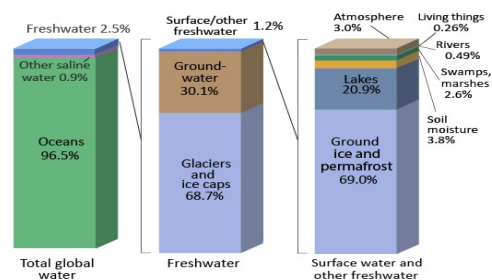 Freshwater 2.5%
Other saline
water 0.9%
Oceans
96.5%
Total global
water
Surface/other
freshwater
1.2%
Ground-
water
30.1%
Glaciers
and
ice caps
68.7%
Freshwater
Atmosphere
3.0%
Living things
0.26%
Rivers
0.49%
Swamps,
marshes
2.6%
Soil
moisture
3.8%
Lakes
20.9%
Ground
ice and
permafrost
69.0%
Surface water and
other freshwater